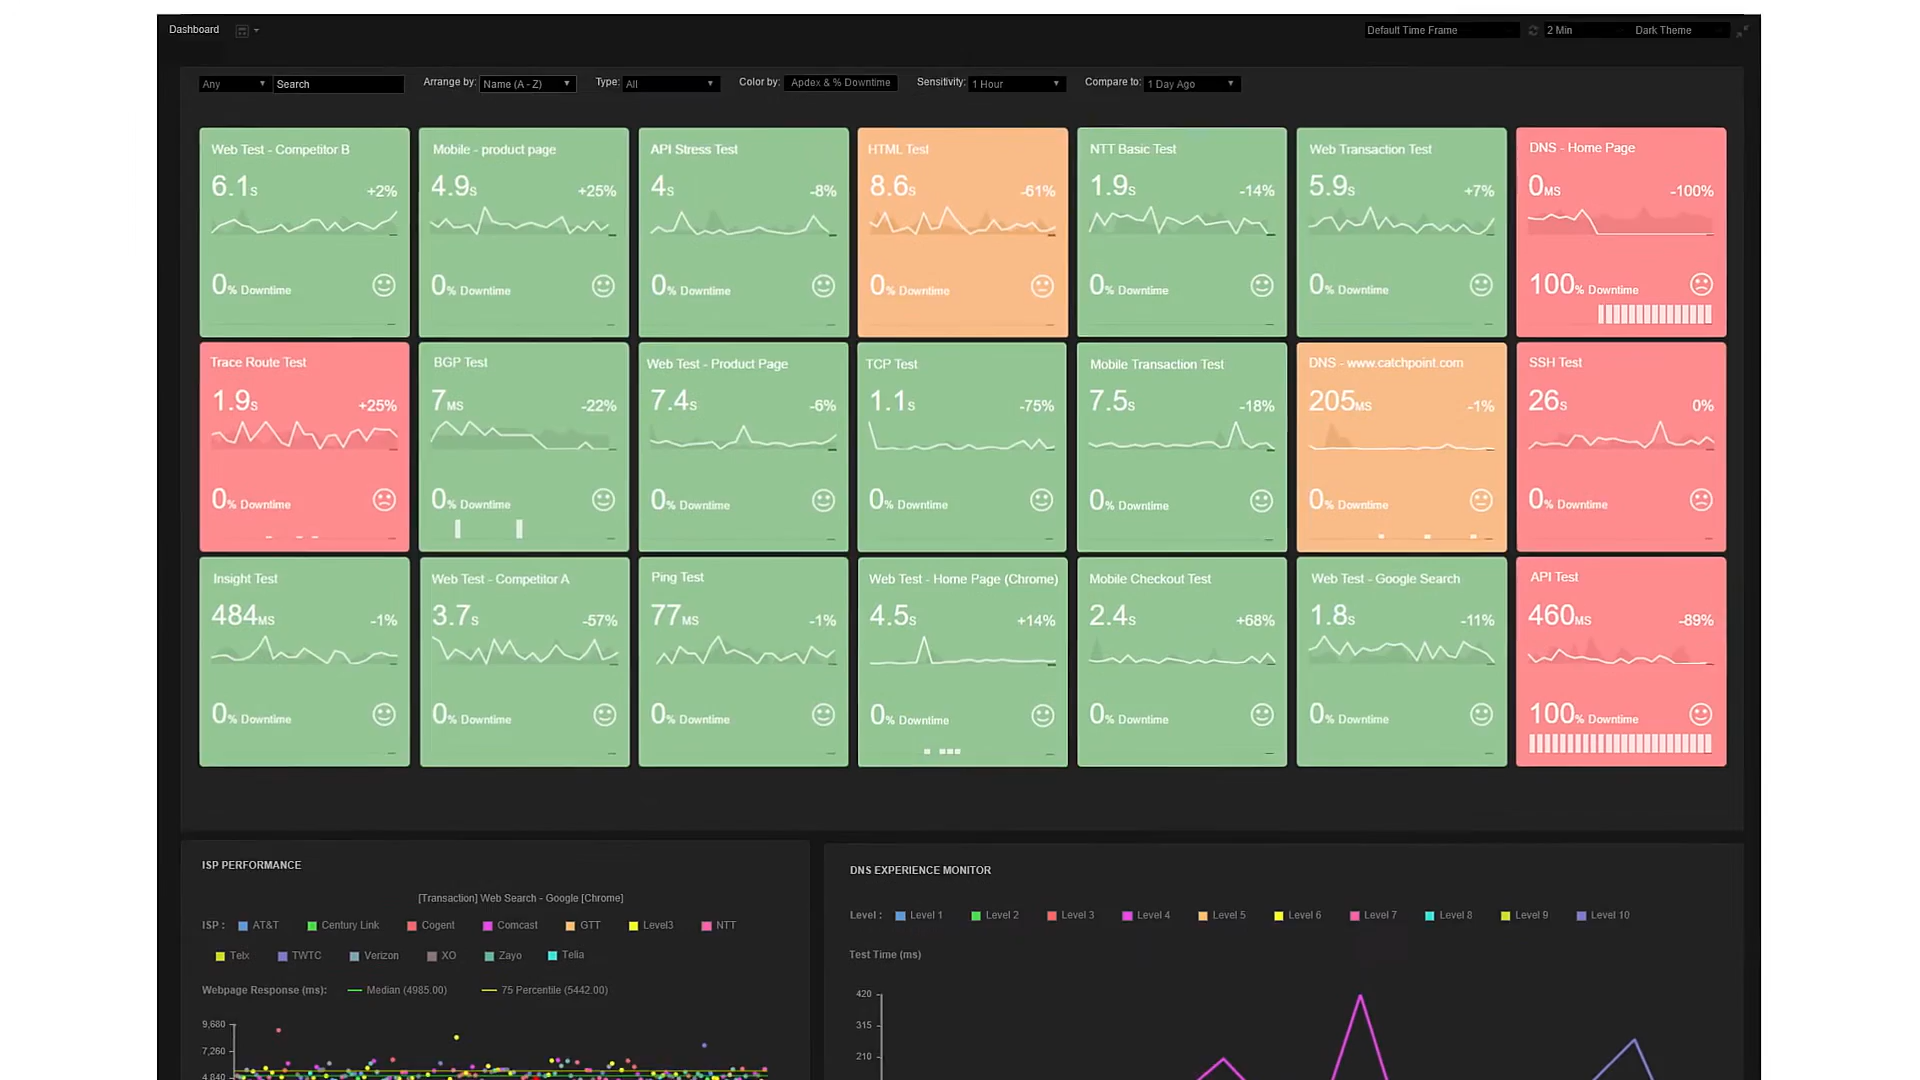 Dashboard
Default Time Frame
2 Min
Dark Theme
Any
Search
Arrange by: Name (A - Z)
Type: All
Color by: Apdex & % Downtime
Sensitivity: 1 Hour
Compare to: 1 Day Ago
Web Test - Competitor B
6.1s +2%
0% Downtime
Mobile - product page
4.9s +25%
0% Downtime
API Stress Test
4s -8%
0% Downtime
HTML Test
8.6s -61%
0% Downtime
NTT Basic Test
1.9s -14%
0% Downtime
Web Transaction Test
5.9s +7%
0% Downtime
DNS - Home Page
0MS -100%
100% Downtime
Trace Route Test
1.9s +25%
0% Downtime
BGP Test
7MS -22%
0% Downtime
Web Test - Product Page
7.4s -6%
0% Downtime
TCP Test
1.1s -75%
0% Downtime
Mobile Transaction Test
7.5s -18%
0% Downtime
DNS - www.catchpoint.com
205MS -1%
0% Downtime
SSH Test
26s 0%
0% Downtime
Insight Test
484MS -1%
0% Downtime
Web Test - Competitor A
3.7s -57%
0% Downtime
Ping Test
77MS -1%
0% Downtime
Web Test - Home Page (Chrome)
4.5s +14%
0% Downtime
Mobile Checkout Test
2.4s +68%
0% Downtime
Web Test - Google Search
1.8s -11%
0% Downtime
API Test
460MS -89%
100% Downtime
ISP PERFORMANCE
[Transaction] Web Search - Google [Chrome]
ISP : AT&T Century Link Cogent Comcast GTT Level3 NTT
Telx TWTC Verizon XO Zayo Telia
Webpage Response (ms): Median (4985.00) 75 Percentile (5442.00)
9,680
7,260
4,840
DNS EXPERIENCE MONITOR
Level : Level 1 Level 2 Level 3 Level 4 Level 5 Level 6 Level 7 Level 8 Level 9 Level 10
Test Time (ms)
420
315
210